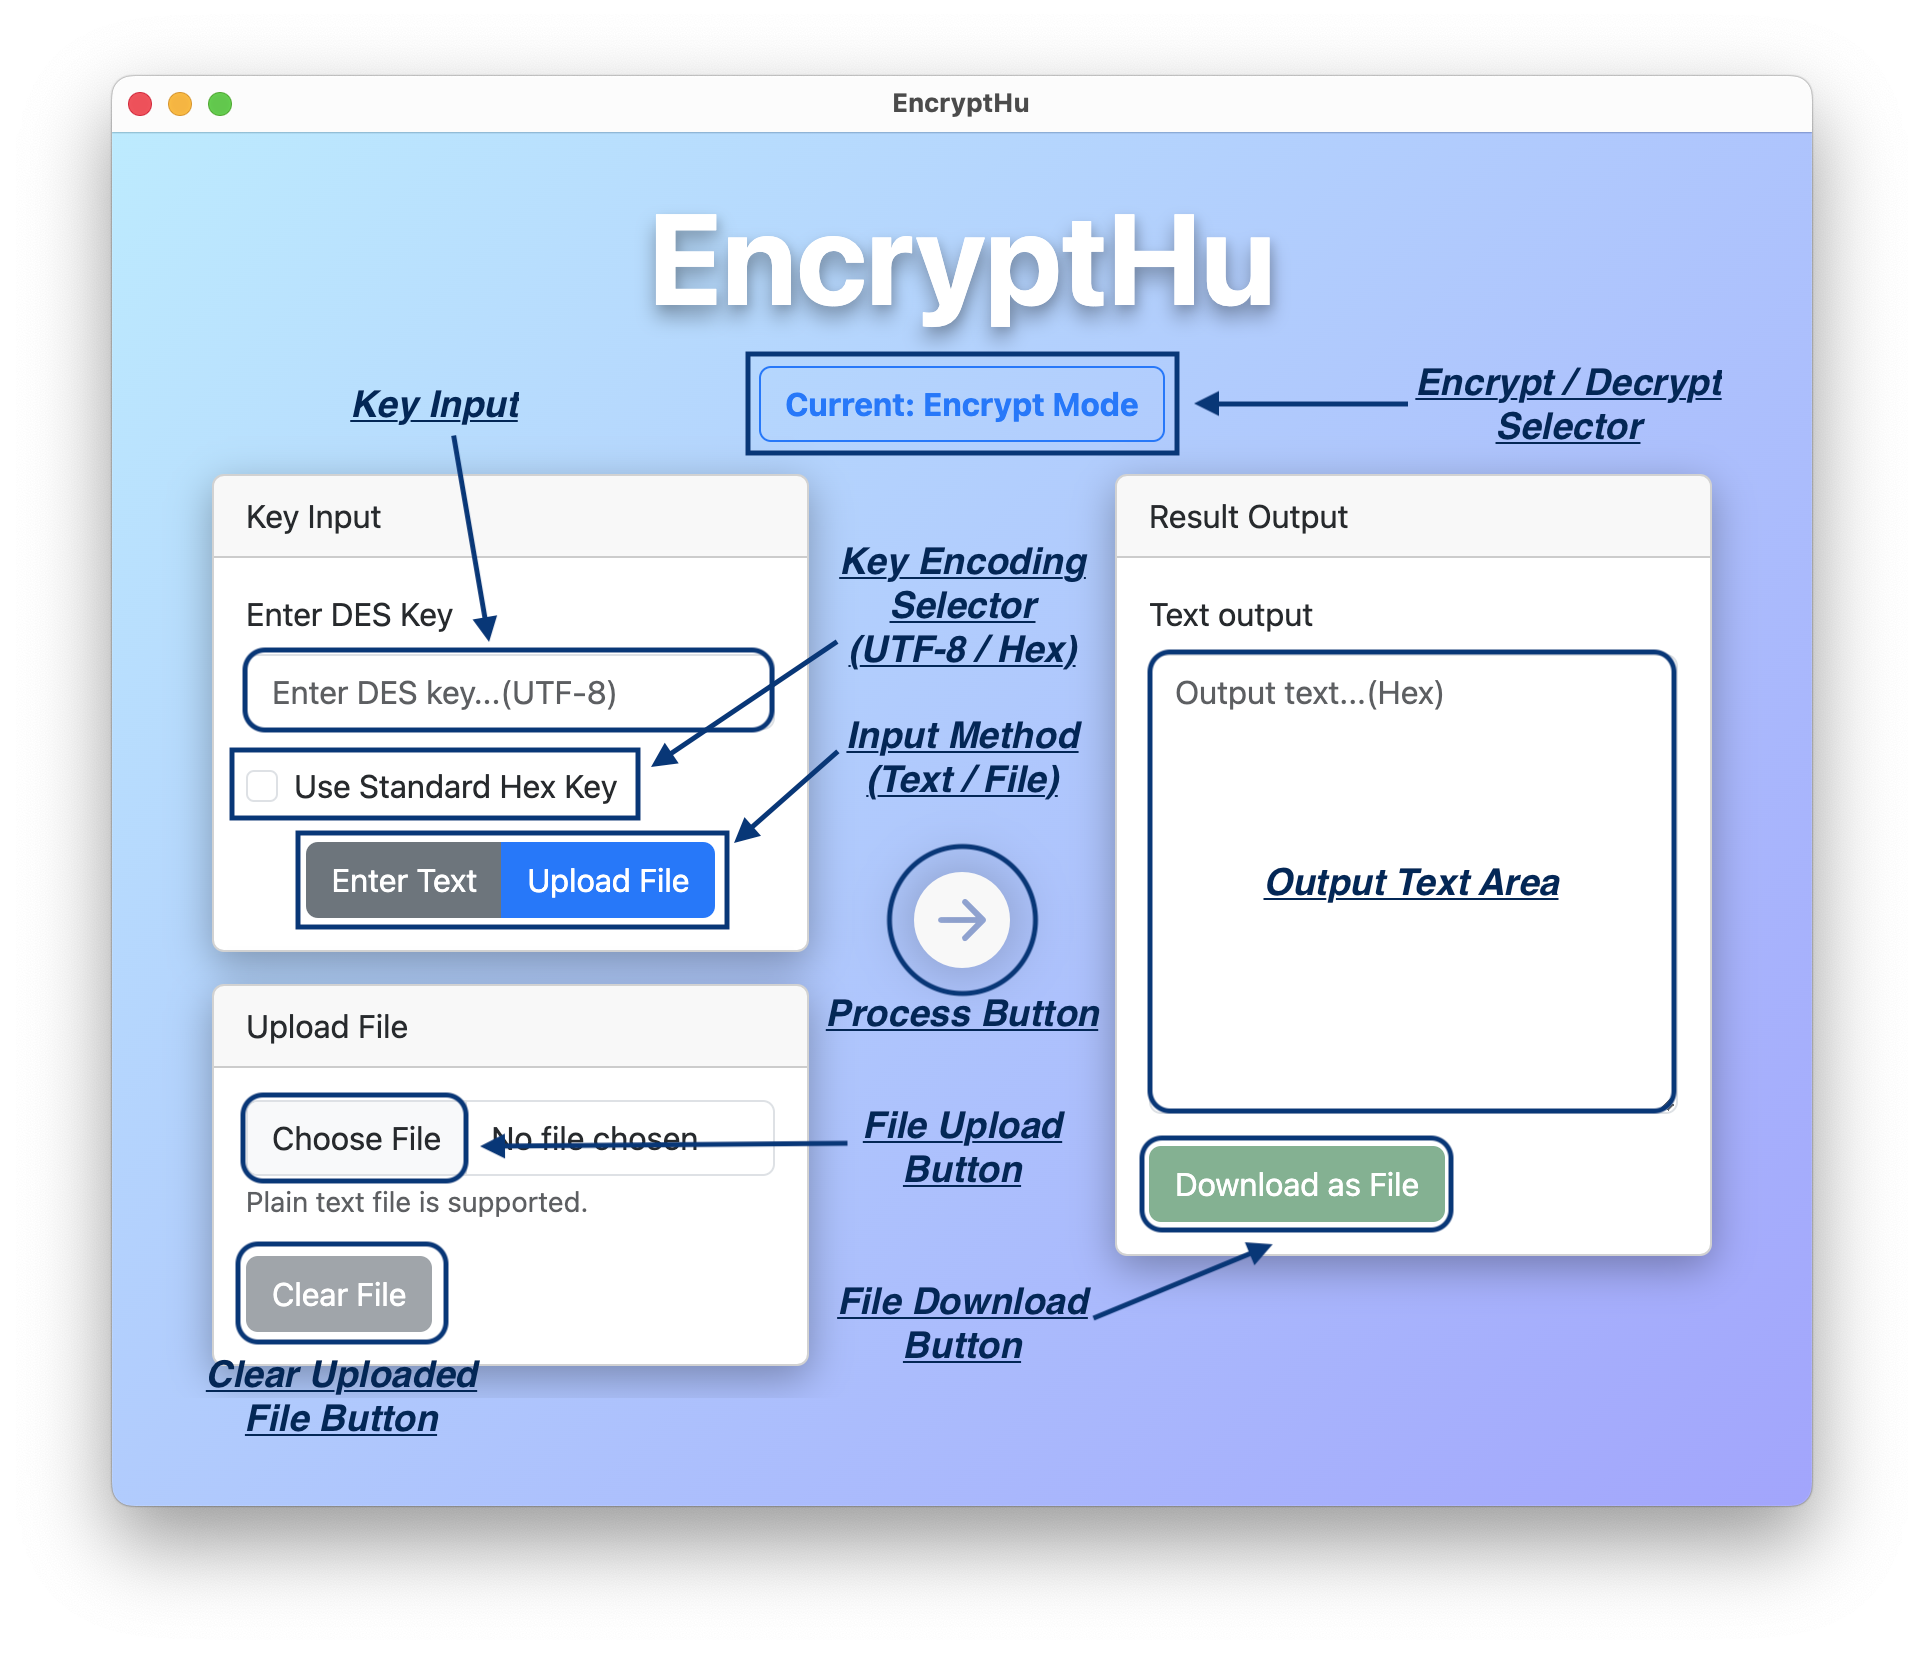 EncryptHu
EncryptHu
Current: Encrypt Mode
Encrypt / Decrypt
Selector
Key Input
Key Input
Enter DES Key
Enter DES key...(UTF-8)
Use Standard Hex Key
Enter Text
Upload File
Key Encoding
Selector
(UTF-8 / Hex)
Input Method
(Text / File)
Process Button
Upload File
Choose File
No file chosen
Plain text file is supported.
Clear File
Clear Uploaded
File Button
File Upload
Button
File Download
Button
Result Output
Text output
Output text...(Hex)
Output Text Area
Download as File